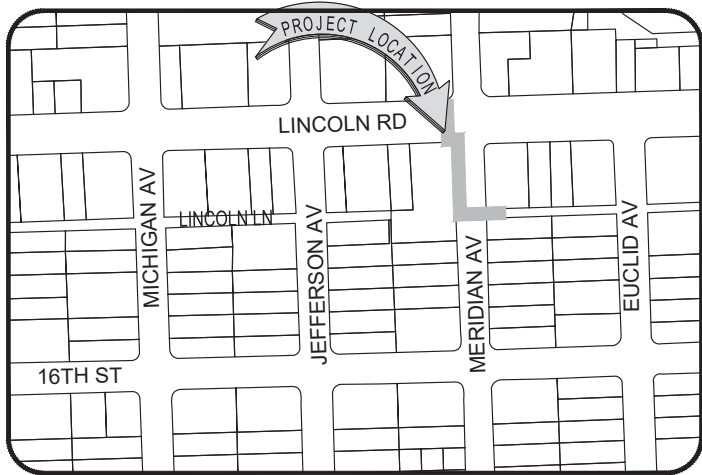 PROJECT LOCATION
LINCOLN RD
MICHIGAN AV
LINCOLN LN
JEFFERSON AV
MERIDIAN AV
EUCLID AV
16TH ST